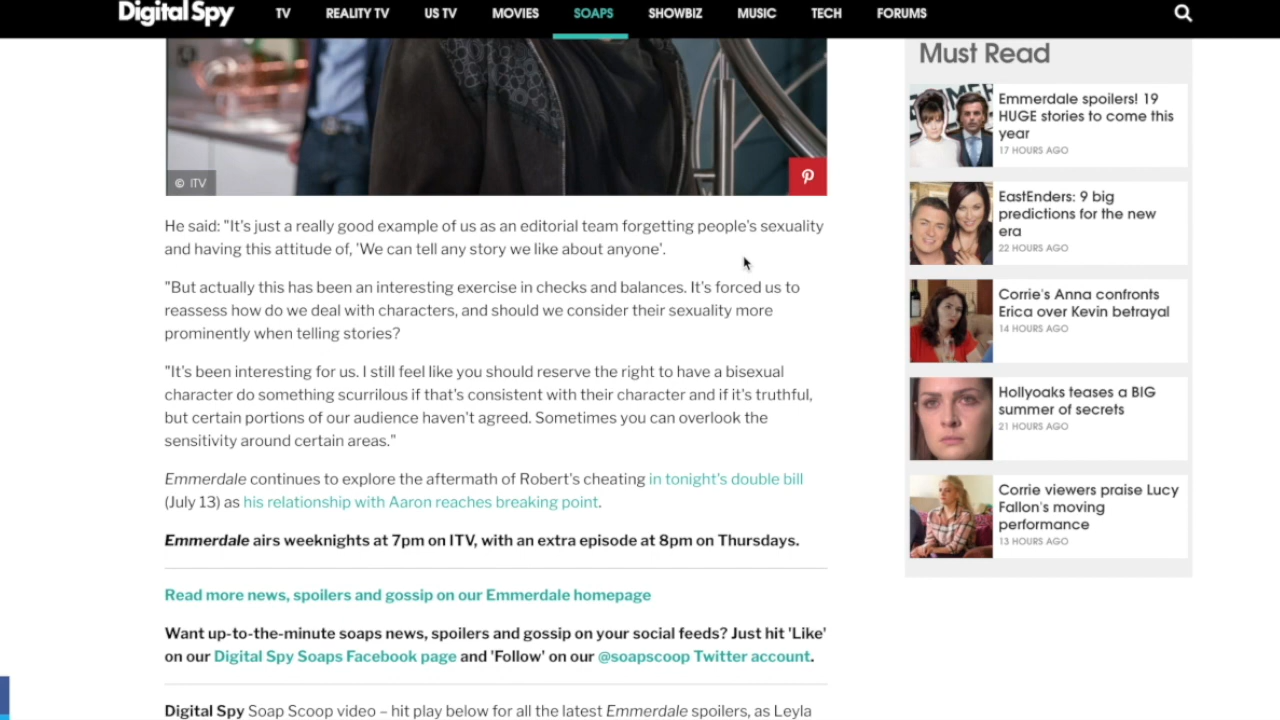 Digital Spy
TV REALITY TV US TV MOVIES SOAPS SHOWBIZ MUSIC TECH FORUMS
© ITV
He said: "It's just a really good example of us as an editorial team forgetting people's sexuality
and having this attitude of, 'We can tell any story we like about anyone'.
"But actually this has been an interesting exercise in checks and balances. It's forced us to
reassess how do we deal with characters, and should we consider their sexuality more
prominently when telling stories?
"It's been interesting for us. I still feel like you should reserve the right to have a bisexual
character do something scurrilous if that's consistent with their character and if it's truthful,
but certain portions of our audience haven't agreed. Sometimes you can overlook the
sensitivity around certain areas."
Emmerdale continues to explore the aftermath of Robert's cheating in tonight's double bill
(July 13) as his relationship with Aaron reaches breaking point.
Emmerdale airs weeknights at 7pm on ITV, with an extra episode at 8pm on Thursdays.
Read more news, spoilers and gossip on our Emmerdale homepage
Want up-to-the-minute soaps news, spoilers and gossip on your social feeds? Just hit 'Like'
on our Digital Spy Soaps Facebook page and 'Follow' on our @soapscoop Twitter account.
Digital Spy Soap Scoop video – hit play below for all the latest Emmerdale spoilers, as Leyla
Must Read
Emmerdale spoilers! 19
HUGE stories to come this
year
17 HOURS AGO
EastEnders: 9 big
predictions for the new
era
22 HOURS AGO
Corrie's Anna confronts
Erica over Kevin betrayal
14 HOURS AGO
Hollyoaks teases a BIG
summer of secrets
21 HOURS AGO
Corrie viewers praise Lucy
Fallon's moving
performance
13 HOURS AGO